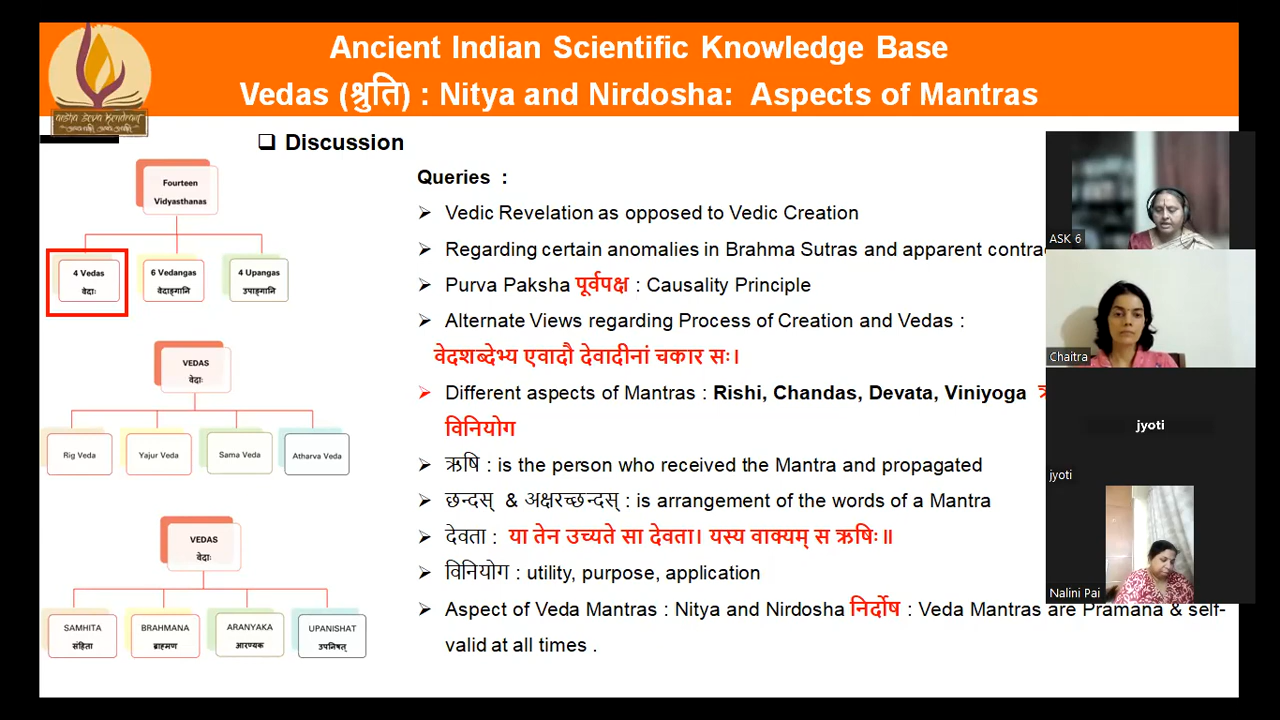 Ancient Indian Scientific Knowledge Base
Vedas (श्रुति) : Nitya and Nirdosha: Aspects of Mantras
❑ Discussion
Fourteen
Vidyasthanas
4 Vedas
वेदाः
6 Vedangas
वेदाङ्गानि
4 Upangas
उपाङ्गानि
VEDAS
वेदाः
Rig Veda
Yajur Veda
Sama Veda
Atharva Veda
VEDAS
वेदाः
SAMHITA
संहिता
BRAHMANA
ब्राह्मण
ARANYAKA
आरण्यक
UPANISHAT
उपनिषत्
Queries :
➢ Vedic Revelation as opposed to Vedic Creation
➢ Regarding certain anomalies in Brahma Sutras and apparent
➢ Purva Paksha पूर्वपक्ष : Causality Principle
➢ Alternate Views regarding Process of Creation and Vedas :
वेदशब्देभ्य एवादौ देवादीनां चकार सः।
➢ Different aspects of Mantras : Rishi, Chandas, Devata, Viniyoga
विनियोग
➢ ऋषि : is the person who received the Mantra and propagated
➢ छन्दस् & अक्षरच्छन्दस् : is arrangement of the words of a Mantra
➢ देवता : या तेन उच्यते सा देवता। यस्य वाक्यम् स ऋषिः॥
➢ विनियोग : utility, purpose, application
➢ Aspect of Veda Mantras : Nitya and Nirdosha निर्दोष : Veda Mantras are Pramana & self-
valid at all times .
ASK 6
Chaitra
jyoti
jyoti
Nalini Pai